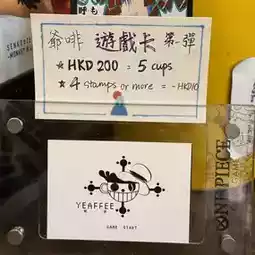 爺啡 遊戲卡 第一彈
★ HKD 200 = 5 cups
★ 4 stamps or more = -HKD10
ONE PIECE
YEAFFEE
GAME START